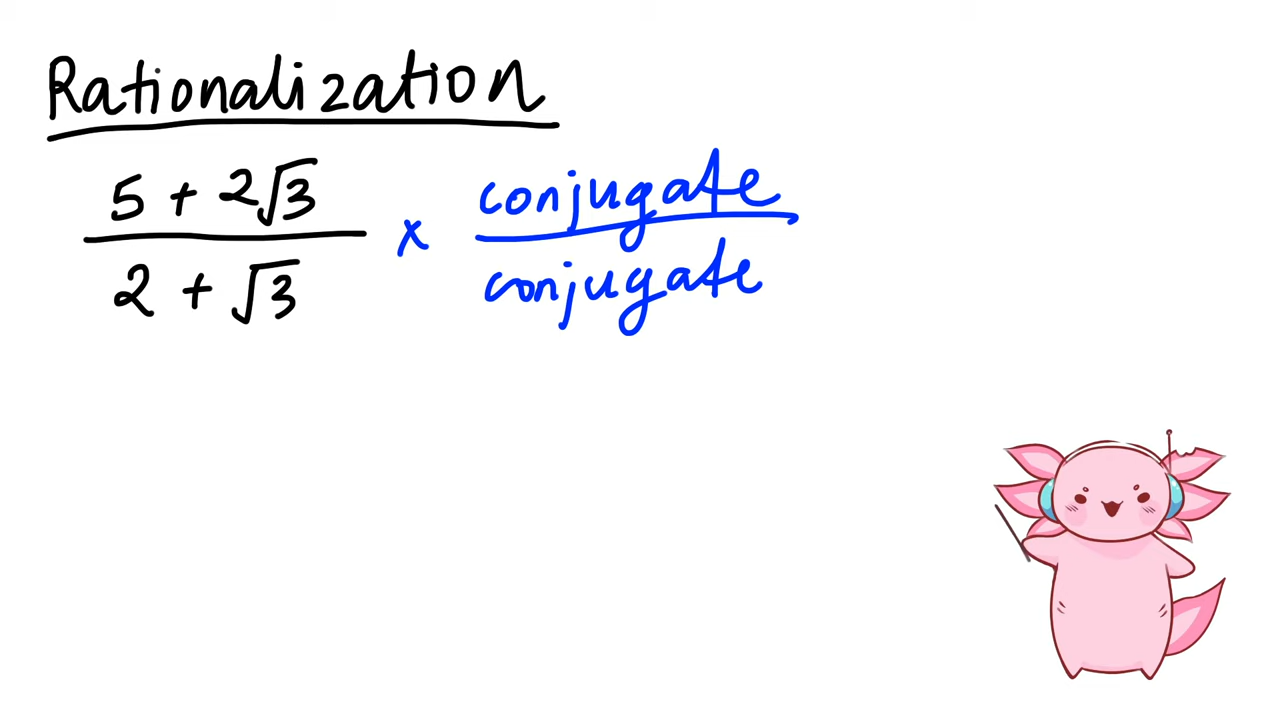 Rationalization
5 + 2√3 / 2 + √3 × conjugate / conjugate